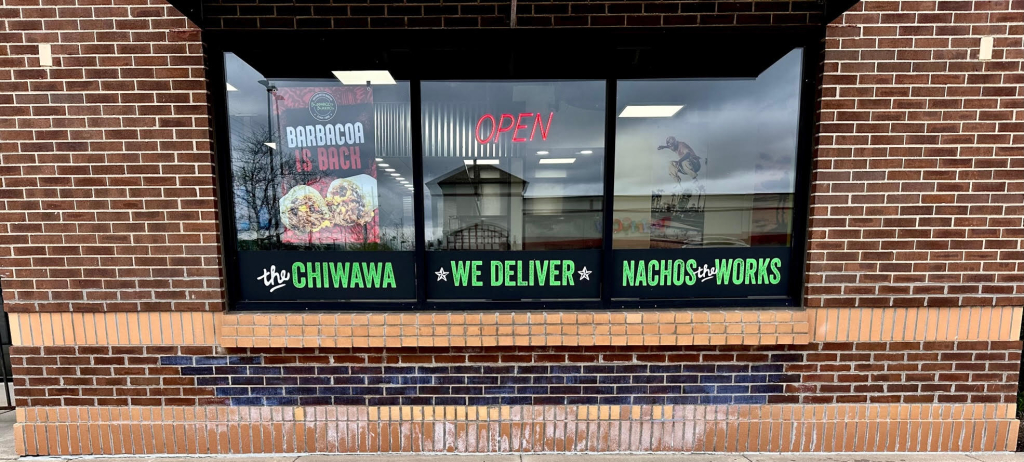 BARBACOA
IS BACK
OPEN
the CHIWAWA
WE DELIVER
NACHOS the WORKS